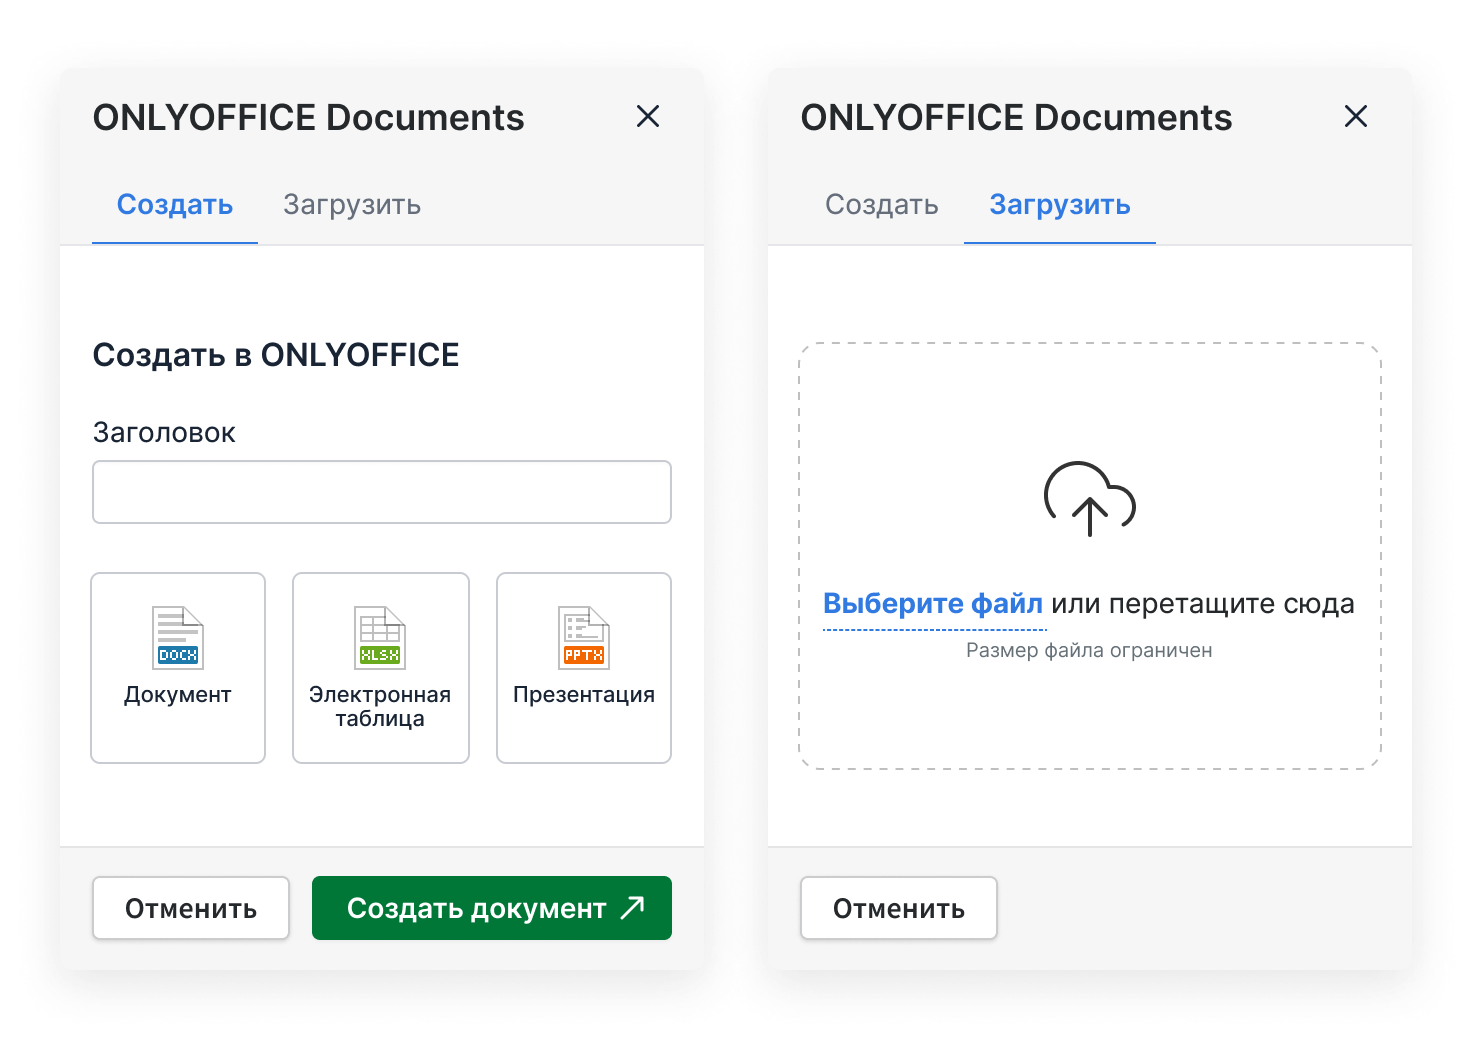 ONLYOFFICE Documents
Создать Загрузить
Создать в ONLYOFFICE
Заголовок
DOCX
Документ
XLSX
Электронная
таблица
PPTX
Презентация
Отменить Создать документ
ONLYOFFICE Documents
Создать Загрузить
Выберите файл или перетащите сюда
Размер файла ограничен
Отменить